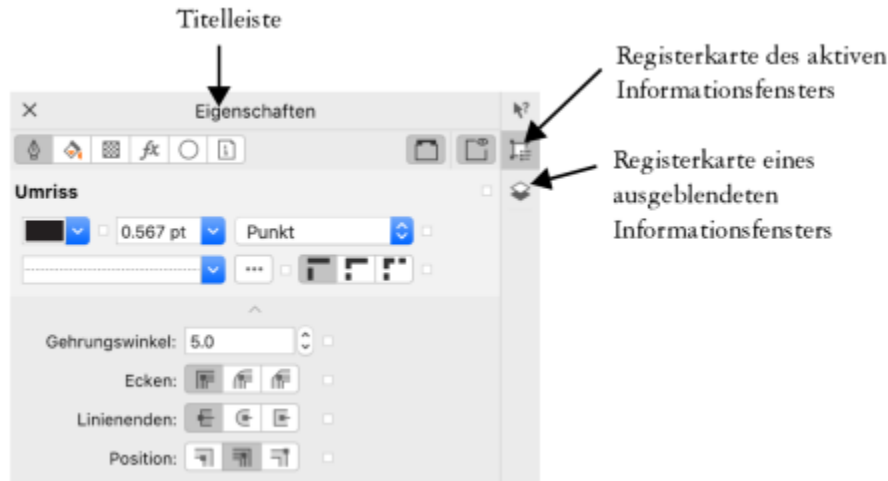 Titelleiste
Registerkarte des aktiven
Informationsfensters
Eigenschaften
Registerkarte eines
ausgeblendeten
Informationsfensters
Umriss
0.567 pt
Punkt
Gehrungswinkel: 5.0
Ecken:
Linienenden:
Position: